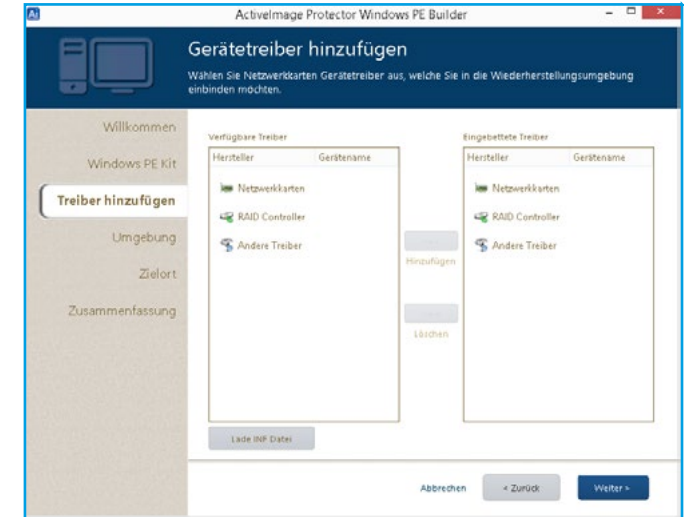 Ai
ActiveImage Protector Windows PE Builder
Gerätetreiber hinzufügen
Wählen Sie Netzwerkkarten Gerätetreiber aus, welche Sie in die Wiederherstellungsumgebung
einbinden möchten.
Willkommen
Windows PE Kit
Treiber hinzufügen
Umgebung
Zielort
Zusammenfassung
Verfügbare Treiber
Hersteller Gerätename
Netzwerkkarten
RAID Controller
Andere Treiber
Hinzufügen
Löschen
Eingebettete Treiber
Hersteller Gerätename
Netzwerkkarten
RAID Controller
Andere Treiber
Lade INF Datei
Abbrechen
< Zurück
Weiter >